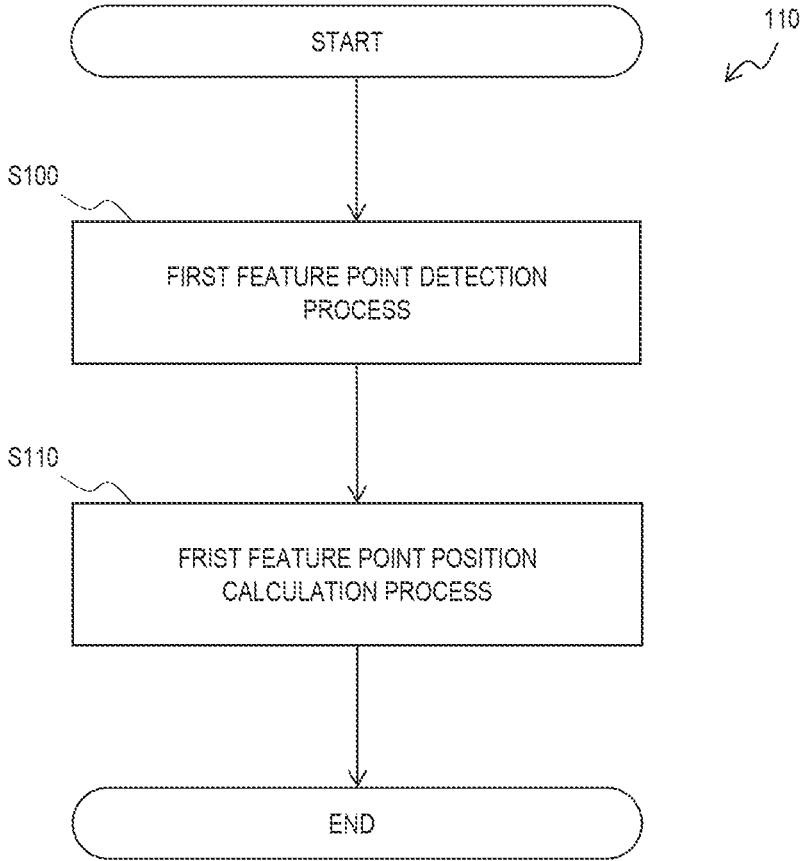 START
110
S100
FIRST FEATURE POINT DETECTION
PROCESS
S110
FRIST FEATURE POINT POSITION
CALCULATION PROCESS
END